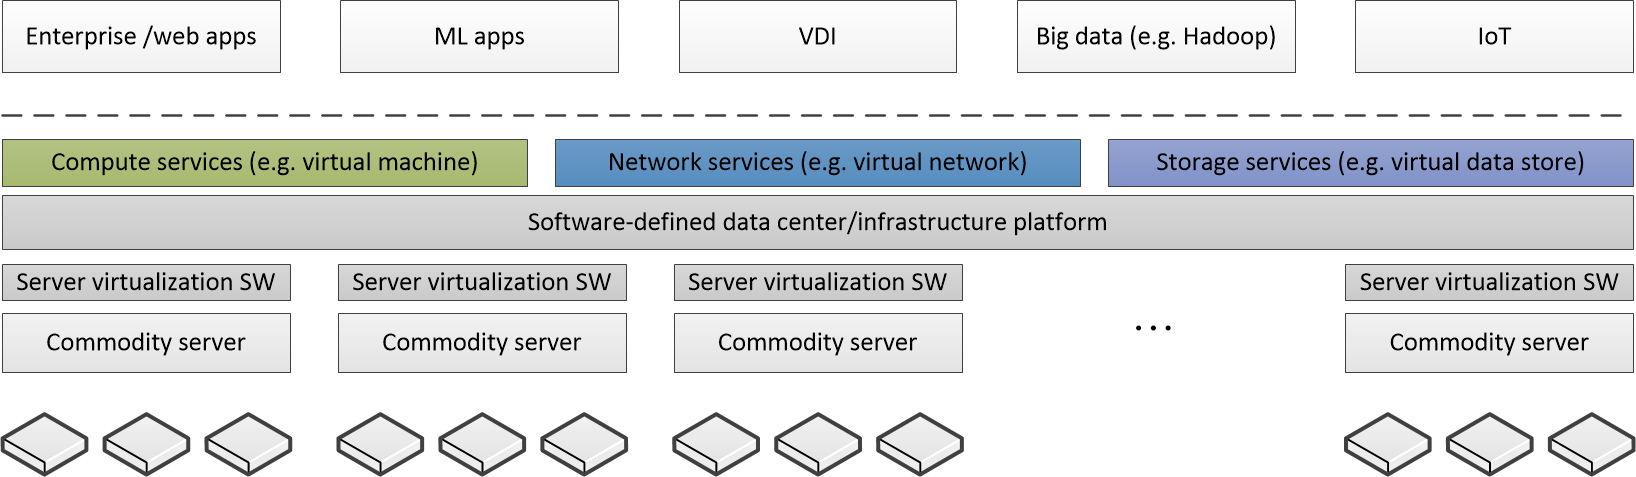 Enterprise /web apps
ML apps
VDI
Big data (e.g. Hadoop)
IoT
Compute services (e.g. virtual machine)
Network services (e.g. virtual network)
Storage services (e.g. virtual data store)
Software-defined data center/infrastructure platform
Server virtualization SW
Server virtualization SW
Server virtualization SW
Server virtualization SW
Commodity server
Commodity server
Commodity server
...
Commodity server